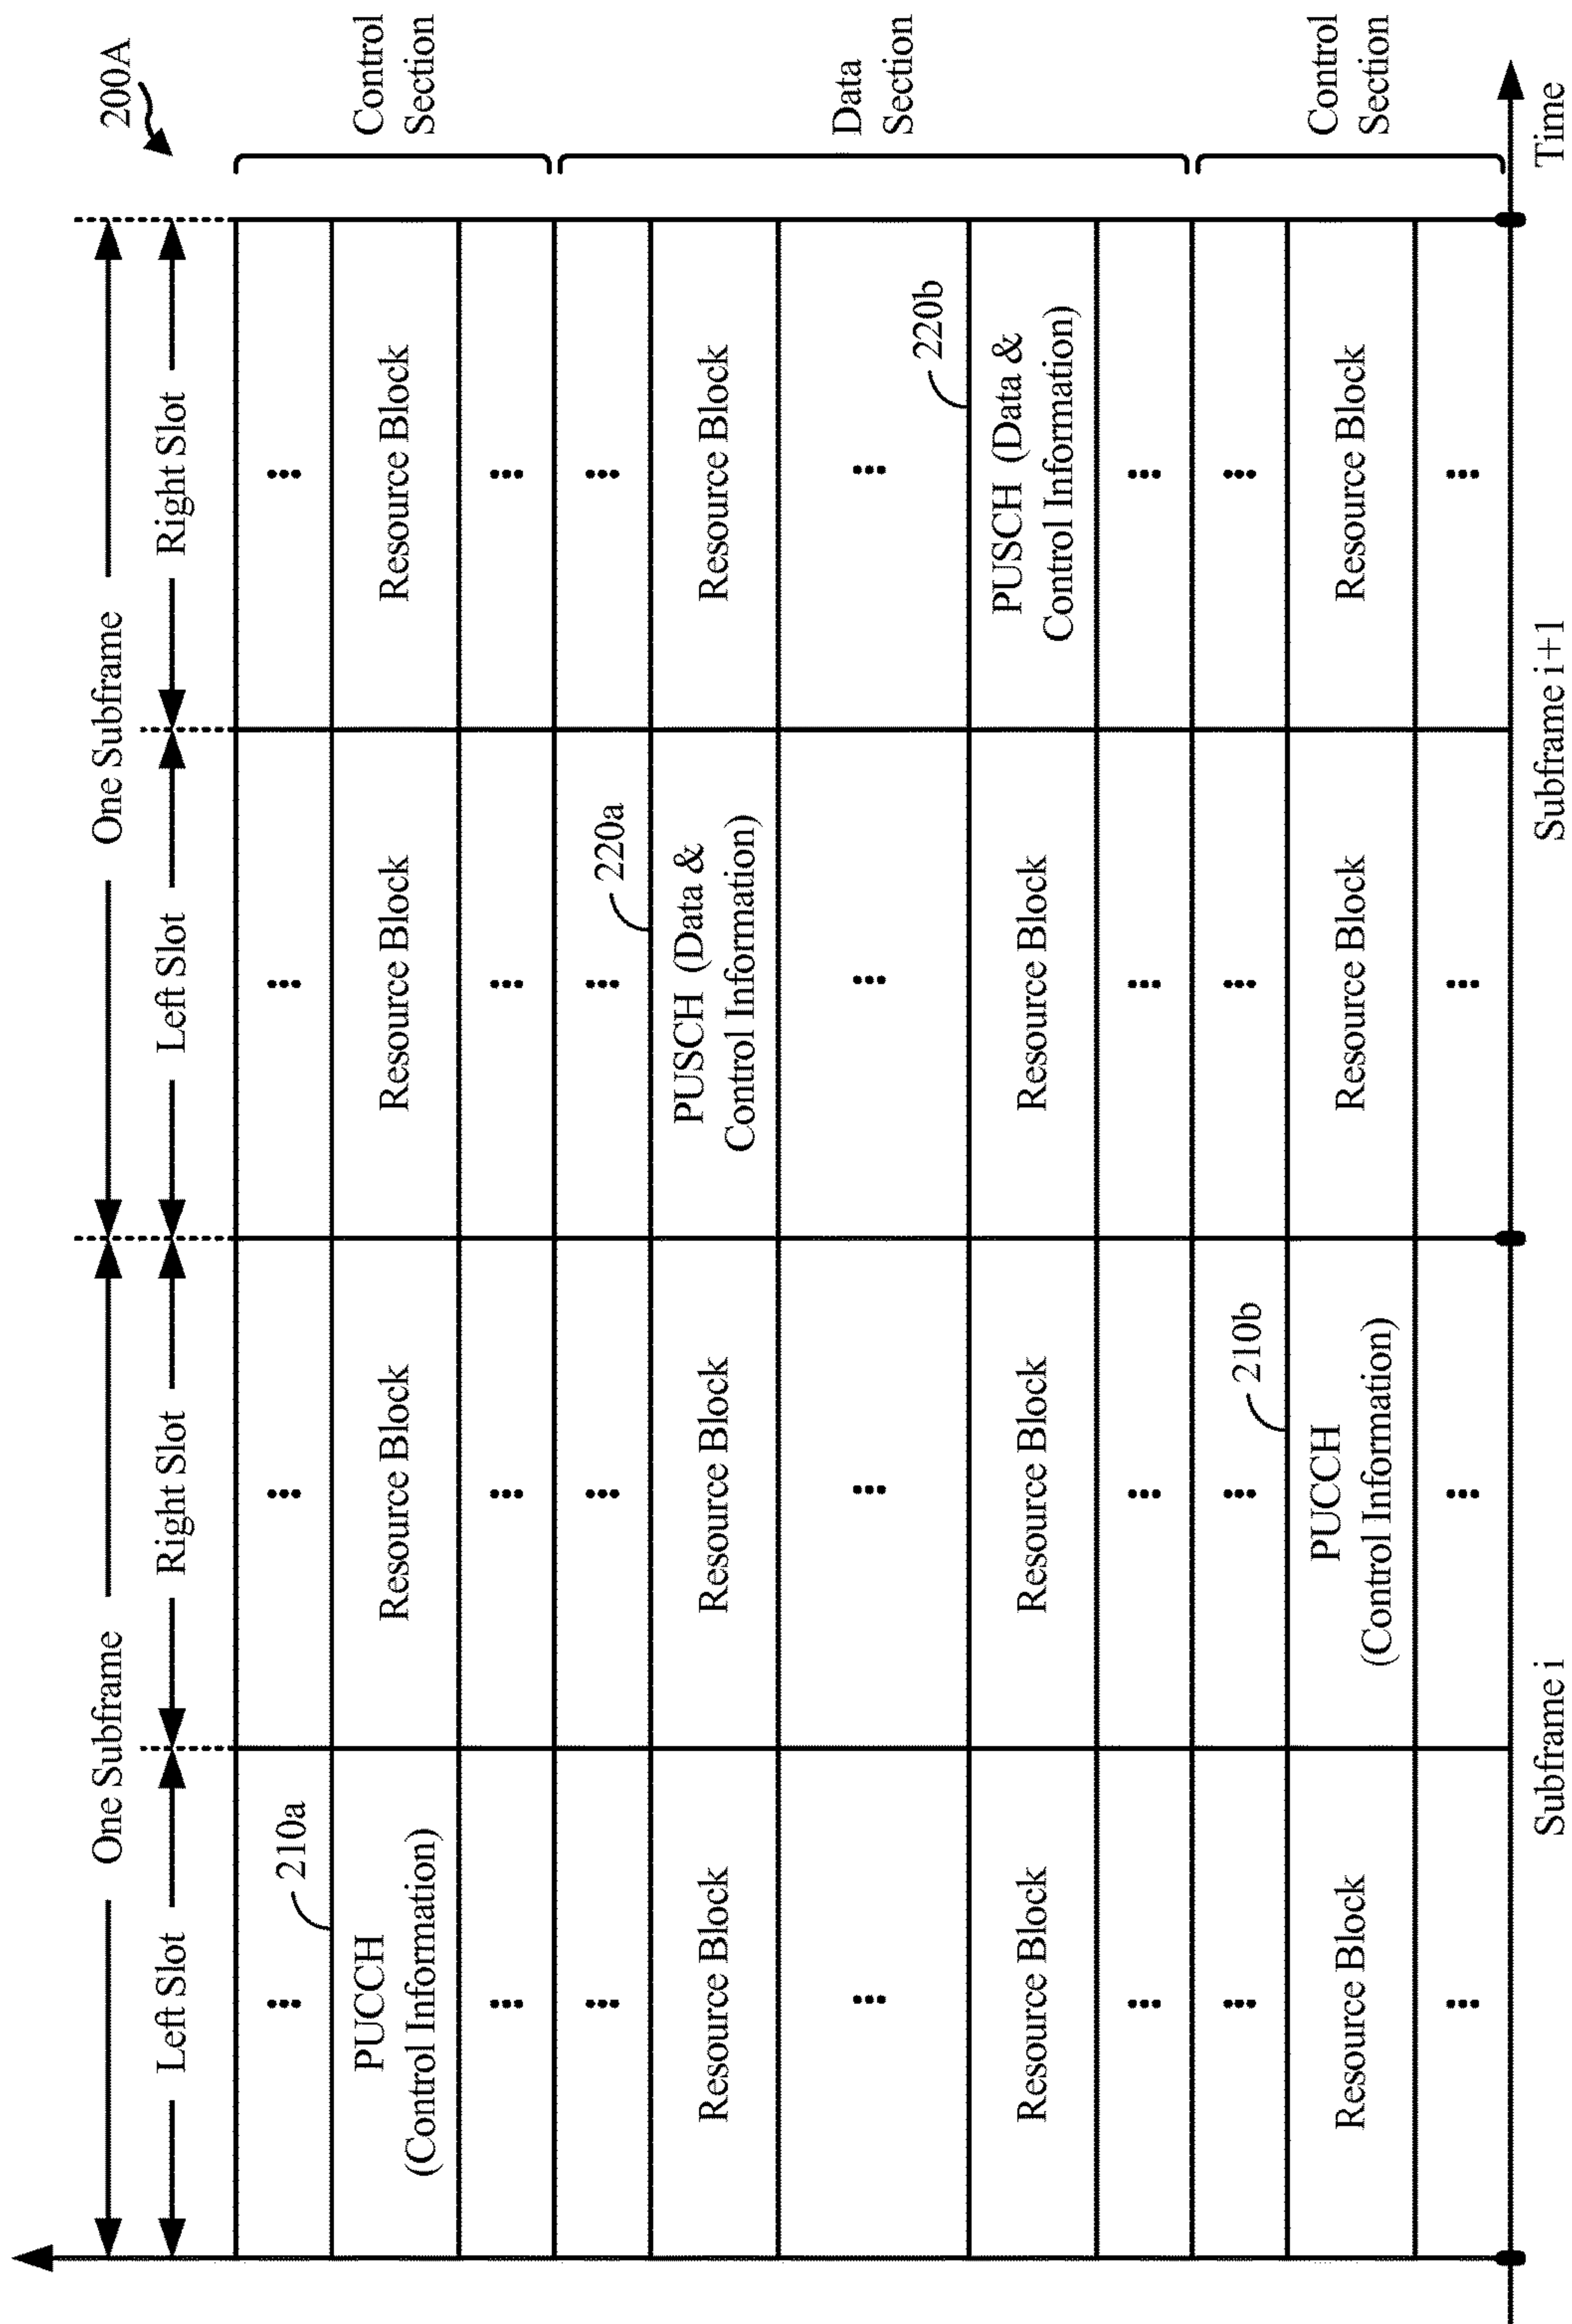 200A
One Subframe
One Subframe
Left Slot
Right Slot
Left Slot
Right Slot
...
210a
...
...
...
PUCCH
(Control Information)
Resource Block
Resource Block
Resource Block
Control
Section
...
...
...
...
...
...
220a
...
...
Resource Block
Resource Block
PUSCH (Data &
Control Information)
Resource Block
Data
Section
...
...
...
...
220b
Resource Block
Resource Block
Resource Block
PUSCH (Data &
Control Information)
...
...
...
...
...
...
210b
...
...
Resource Block
PUCCH
(Control Information)
Resource Block
Resource Block
Control
Section
...
...
...
...
Subframe i
Subframe i+1
Time